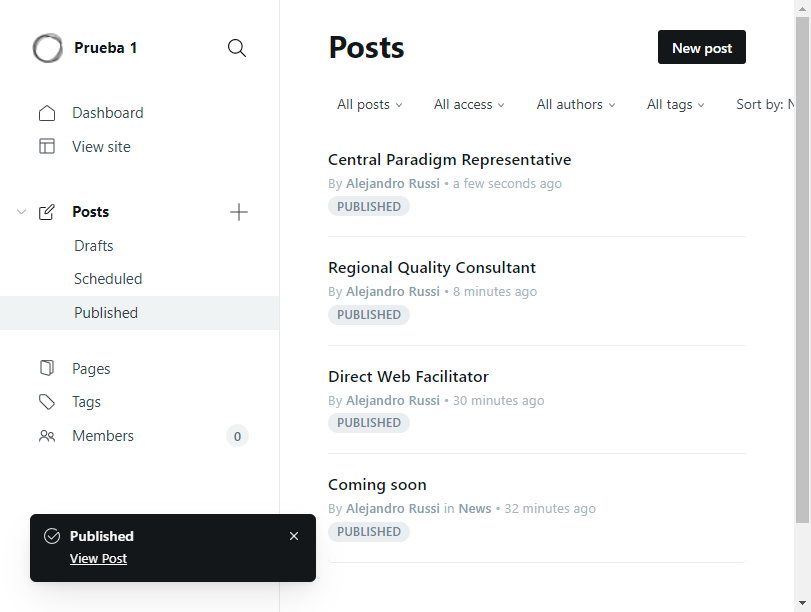 Prueba 1
Dashboard
View site
Posts
Drafts
Scheduled
Published
Pages
Tags
Members 0
Published
View Post
Posts
New post
All posts All access All authors All tags Sort by: N
Central Paradigm Representative
By Alejandro Russi • a few seconds ago
PUBLISHED
Regional Quality Consultant
By Alejandro Russi • 8 minutes ago
PUBLISHED
Direct Web Facilitator
By Alejandro Russi • 30 minutes ago
PUBLISHED
Coming soon
By Alejandro Russi in News • 32 minutes ago
PUBLISHED